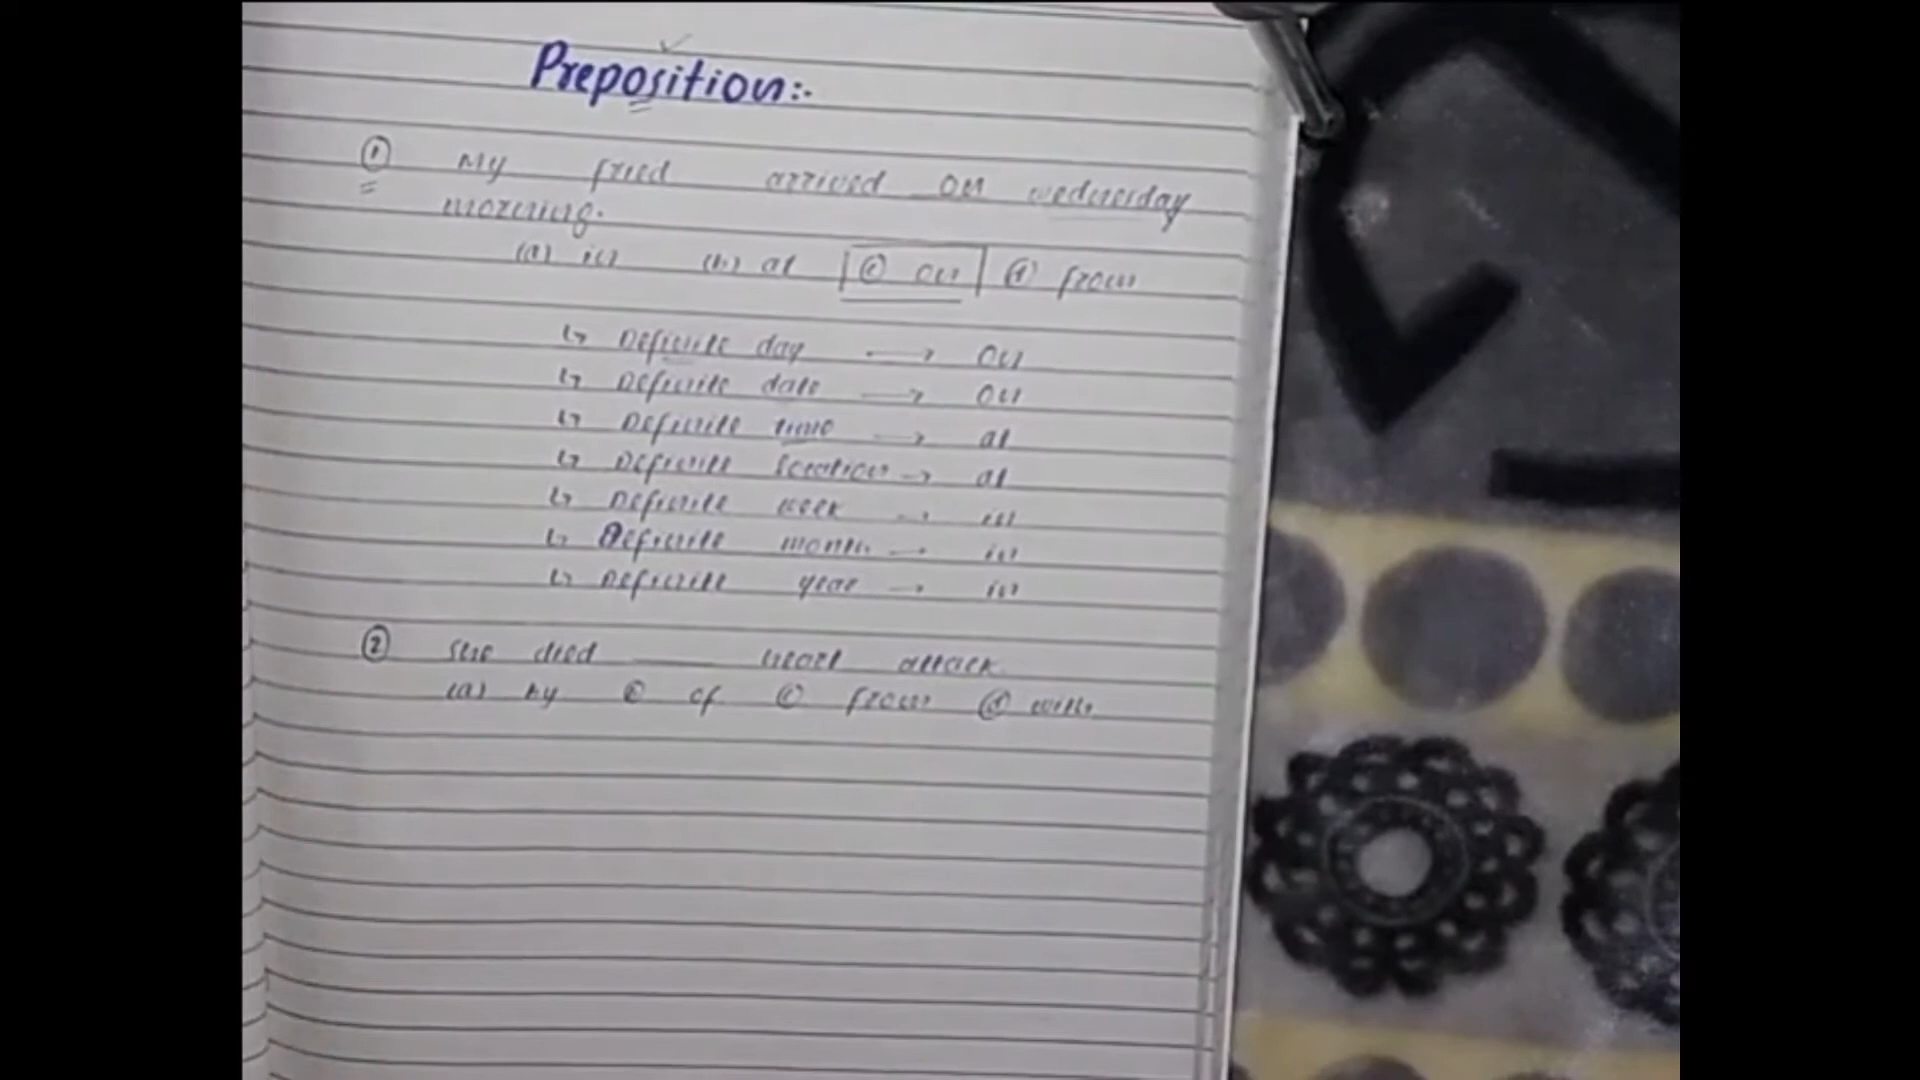 Preposition:-
① My fried arrived on wednesday
morning.
(a) in (b) at (c) on (d) from
↳ Definite day → on
↳ Definite date → on
↳ Definite time → at
↳ Definite location → at
↳ Definite week → in
↳ Definite month → in
↳ Definite year → in
② She died ___ heart attack
(a) by (c) of (c) from (d) with